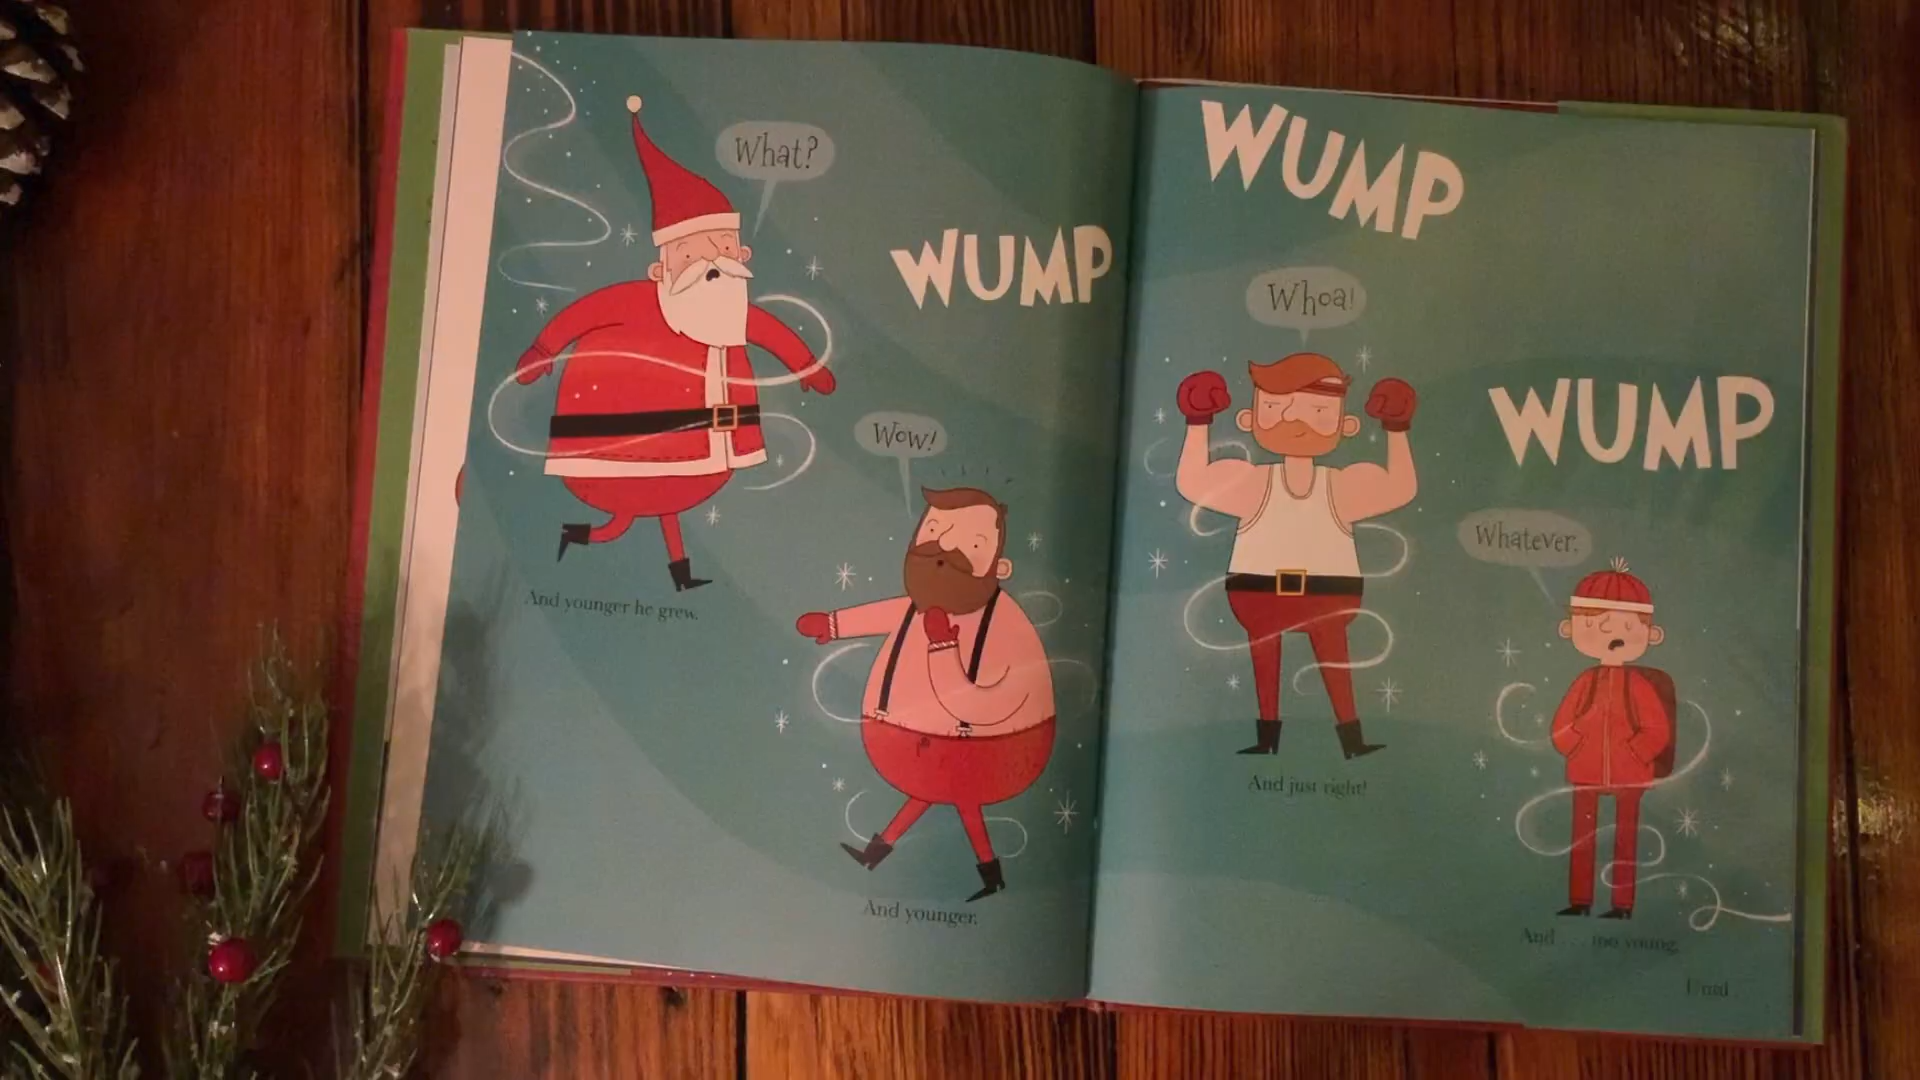 What?
WUMP
Wow!
And younger he grew.
And younger.
WUMP
Whoa!
WUMP
Whatever.
And just right!
And . . . too young.
Until